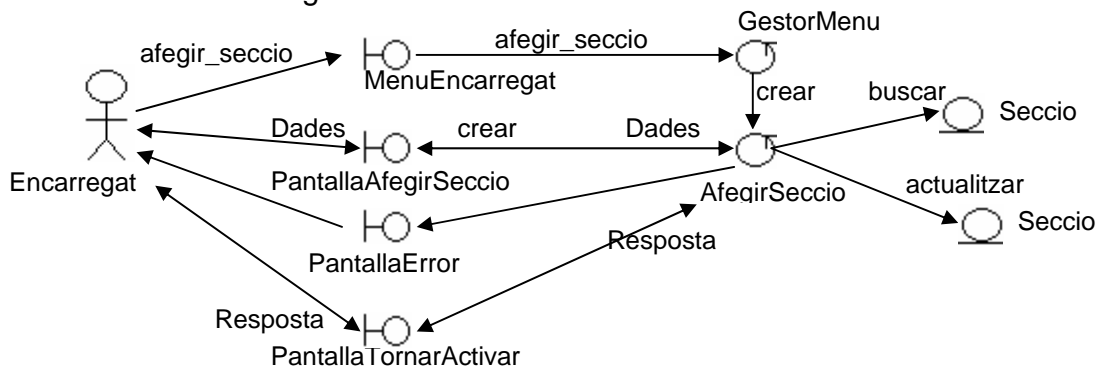 g
GestorMenu
afegir_seccio
afegir_seccio
MenuEncarregat
crear
buscar
Seccio
Dades
crear
Dades
Encarregat
PantallaAfegirSeccio
AfegirSeccio
actualitzar
Seccio
Resposta
PantallaError
Resposta
PantallaTornarActivar